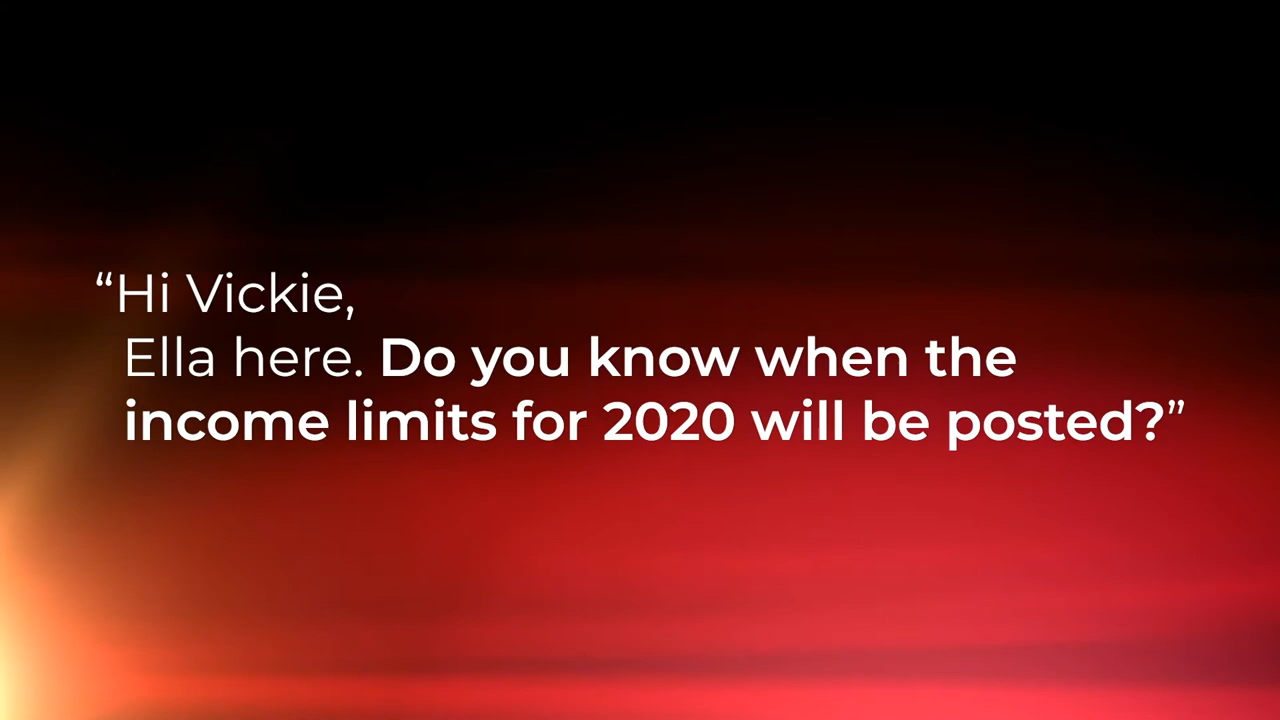 “Hi Vickie,
Ella here. Do you know when the
income limits for 2020 will be posted?”